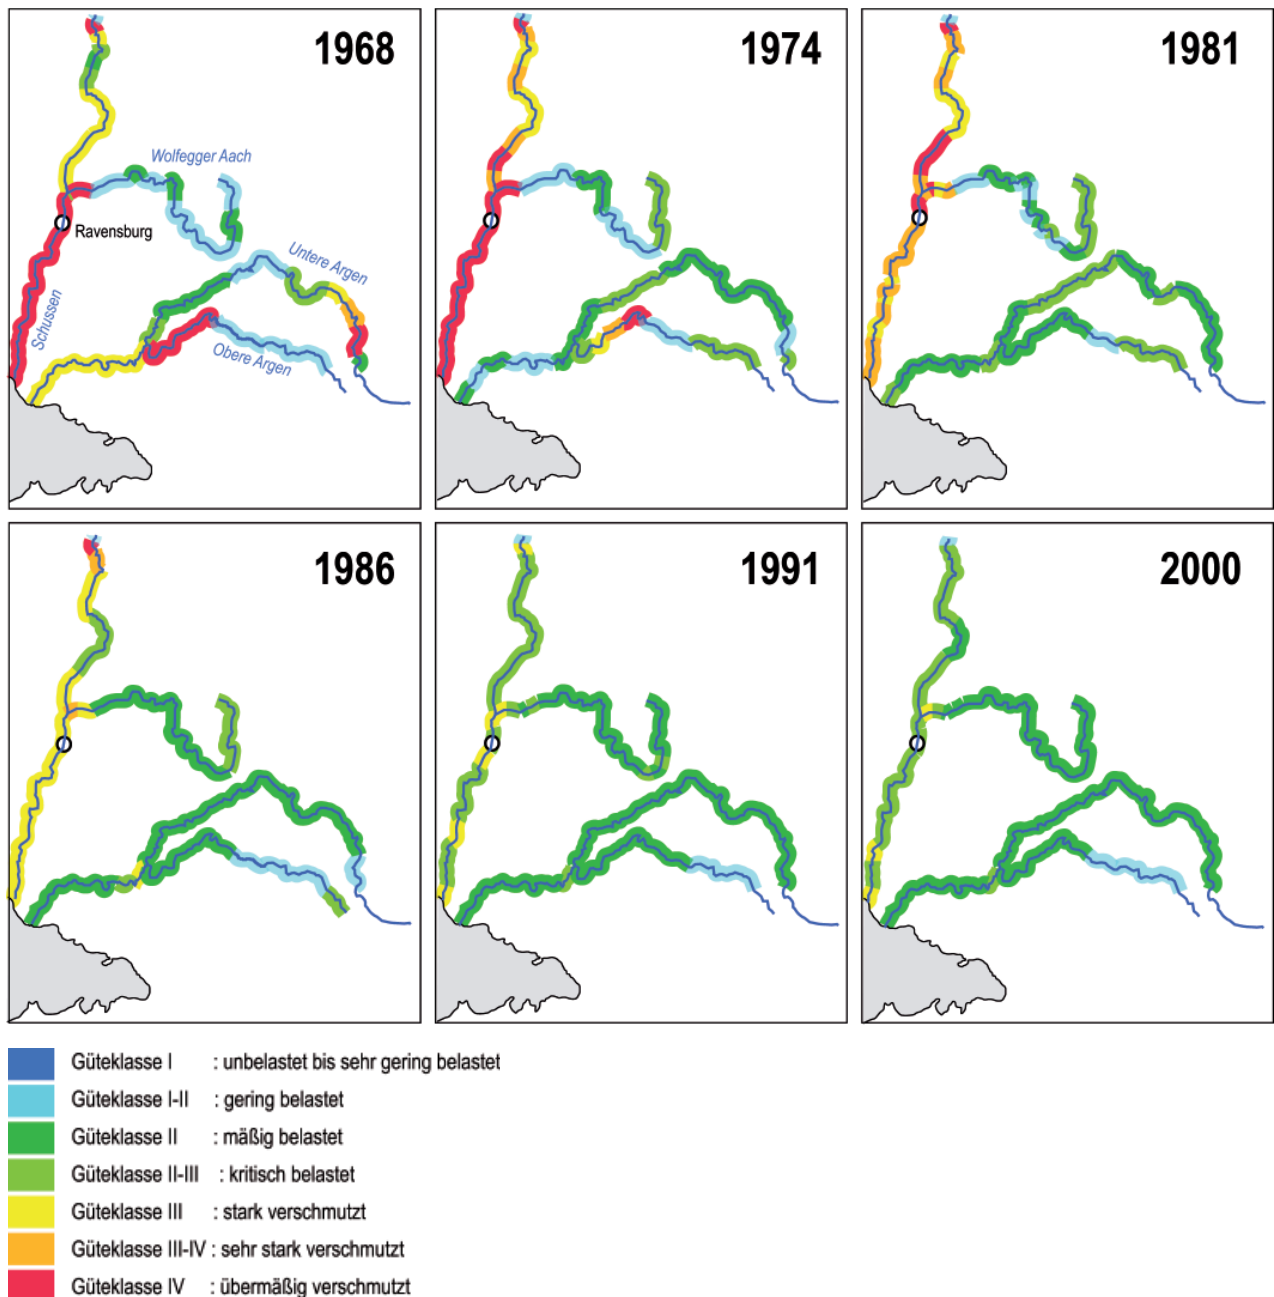 1968
1974
1981
Wolfegger Aach
Ravensburg
Untere Argen
Schussen
Obere Argen
1986
1991
2000
Güteklasse I : unbelastet bis sehr gering belastet
Güteklasse I-II : gering belastet
Güteklasse II : mäßig belastet
Güteklasse II-III : kritisch belastet
Güteklasse III : stark verschmutzt
Güteklasse III-IV : sehr stark verschmutzt
Güteklasse IV : übermäßig verschmutzt